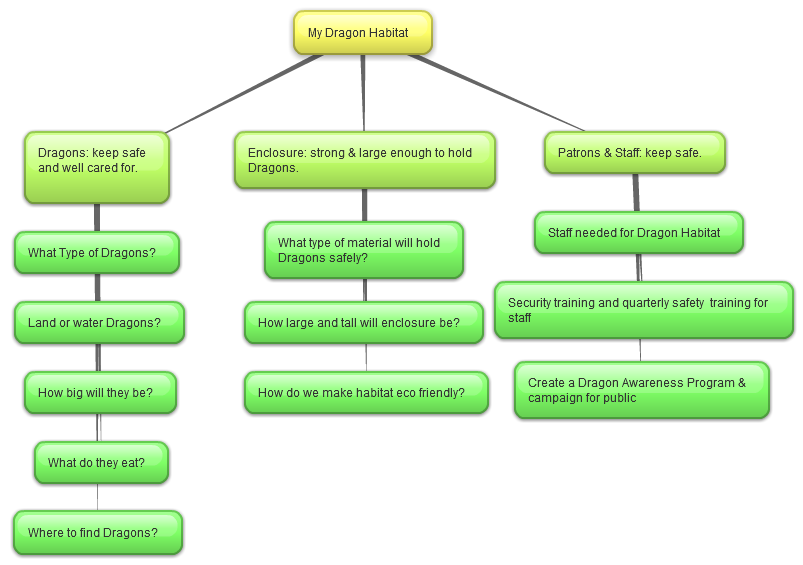 My Dragon Habitat
Dragons: keep safe
and well cared for.
What Type of Dragons?
Land or water Dragons?
How big will they be?
What do they eat?
Where to find Dragons?
Enclosure: strong & large enough to hold
Dragons.
What type of material will hold
Dragons safely?
How large and tall will enclosure be?
How do we make habitat eco friendly?
Patrons & Staff: keep safe.
Staff needed for Dragon Habitat
Security training and quarterly safety training for
staff
Create a Dragon Awareness Program &
campaign for public